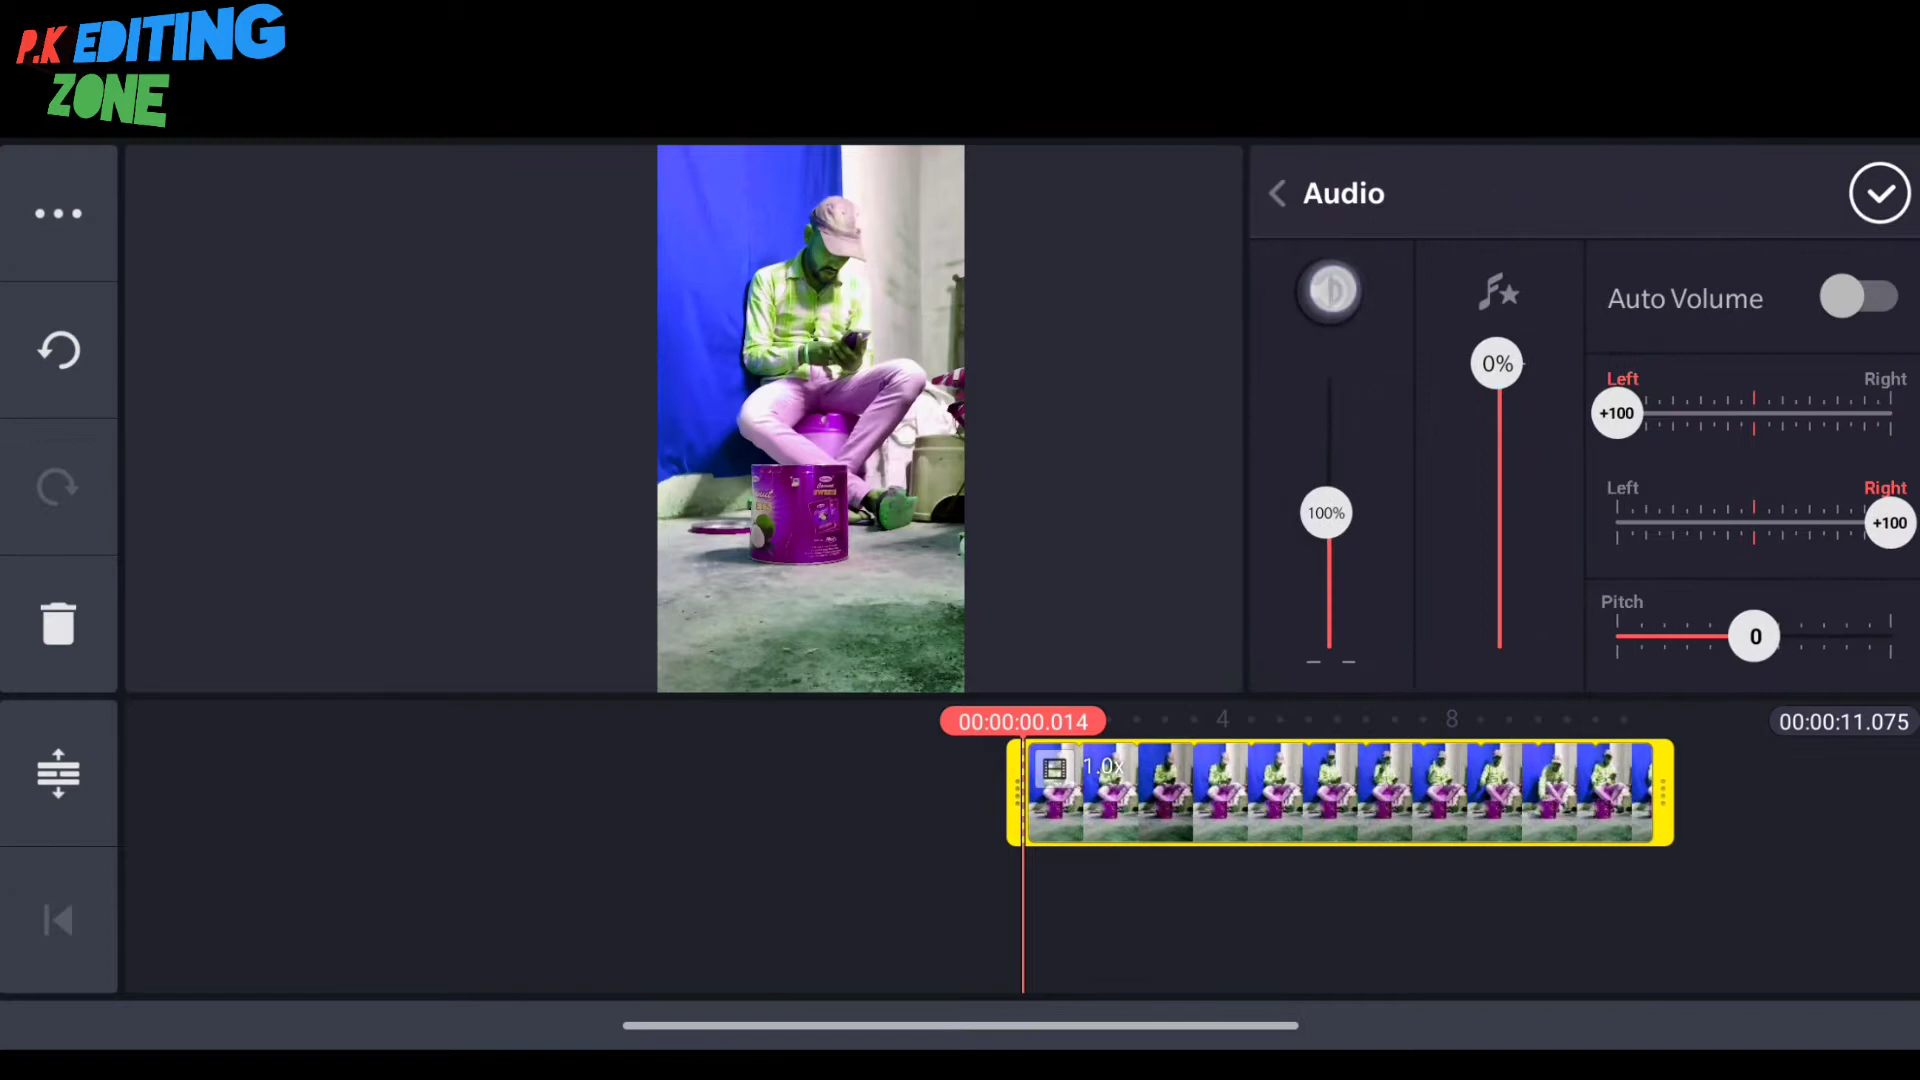 P.K EDITING
ZONE
Audio
Auto Volume
0%
100%
Left Right
+100
Left Right
+100
Pitch
0
00:00:00.014
4
8
00:00:11.075
1.0x